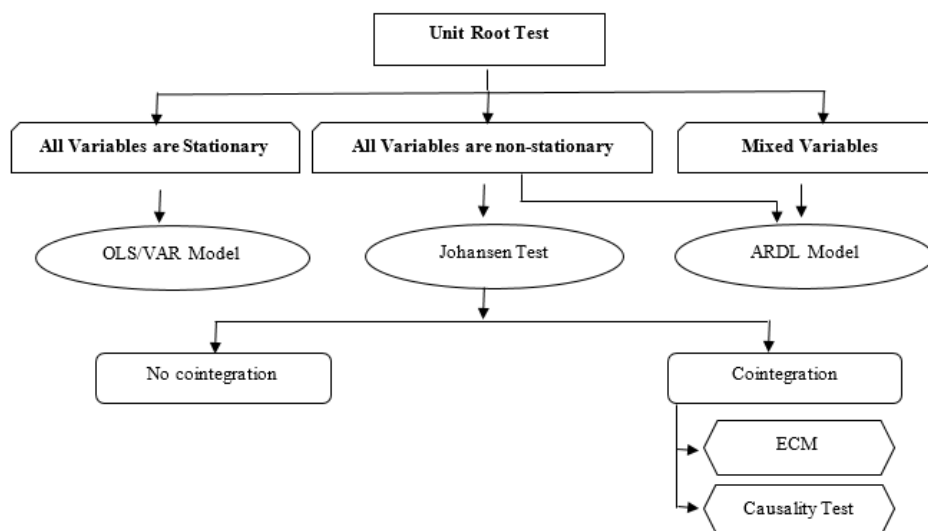 Unit Root Test
All Variables are Stationary
All Variables are non-stationary
Mixed Variables
OLS/VAR Model
Johansen Test
ARDL Model
No cointegration
Cointegration
ECM
Causality Test